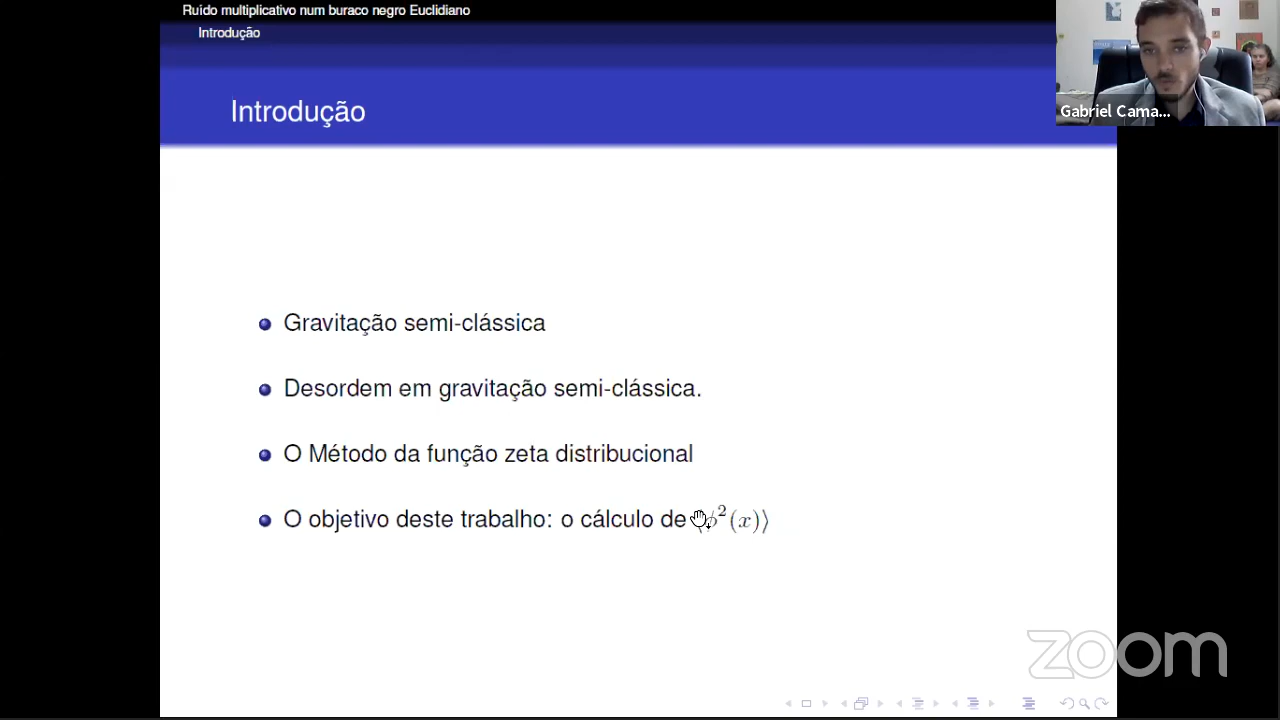 Ruído multiplicativo num buraco negro Euclidiano
Introdução
Introdução
Gabriel Cama...
Gravitação semi-clássica
Desordem em gravitação semi-clássica.
O Método da função zeta distribucional
O objetivo deste trabalho: o cálculo de ⟨ϕ²(x)⟩
zoom